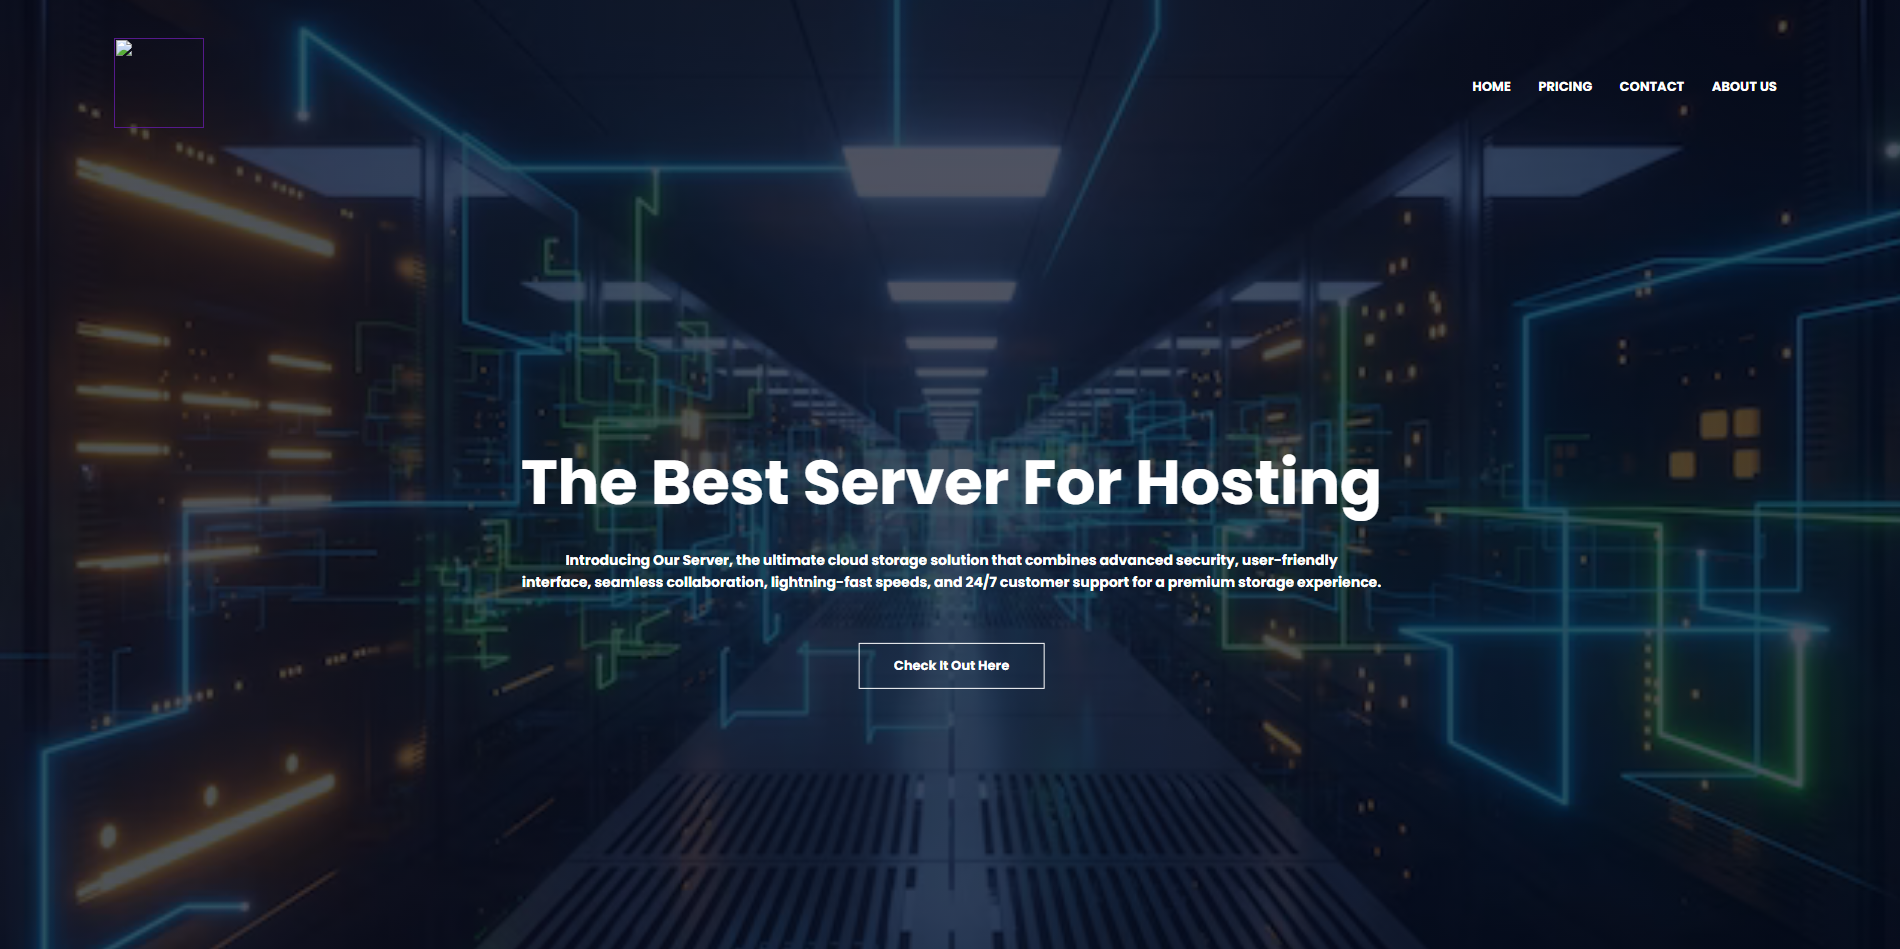 HOME PRICING CONTACT ABOUT US
The Best Server For Hosting
Introducing Our Server, the ultimate cloud storage solution that combines advanced security, user-friendly
interface, seamless collaboration, lightning-fast speeds, and 24/7 customer support for a premium storage experience.
Check It Out Here